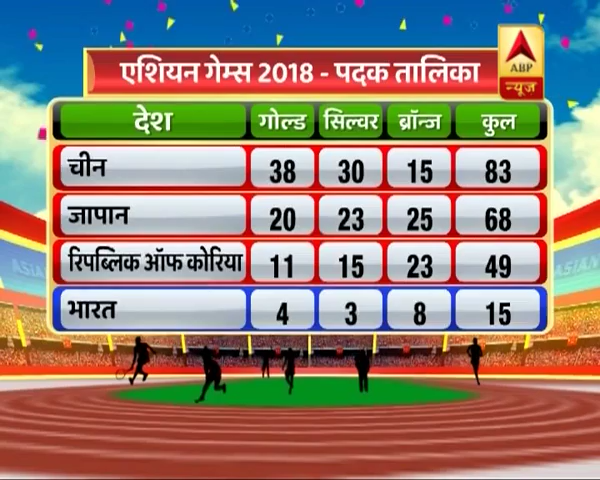 एशियन गेम्स 2018 - पदक तालिका
ABP
न्यूज़
देश गोल्ड सिल्वर ब्रॉन्ज कुल
चीन 38 30 15 83
जापान 20 23 25 68
रिपब्लिक ऑफ कोरिया 11 15 23 49
भारत 4 3 8 15
ASIAN